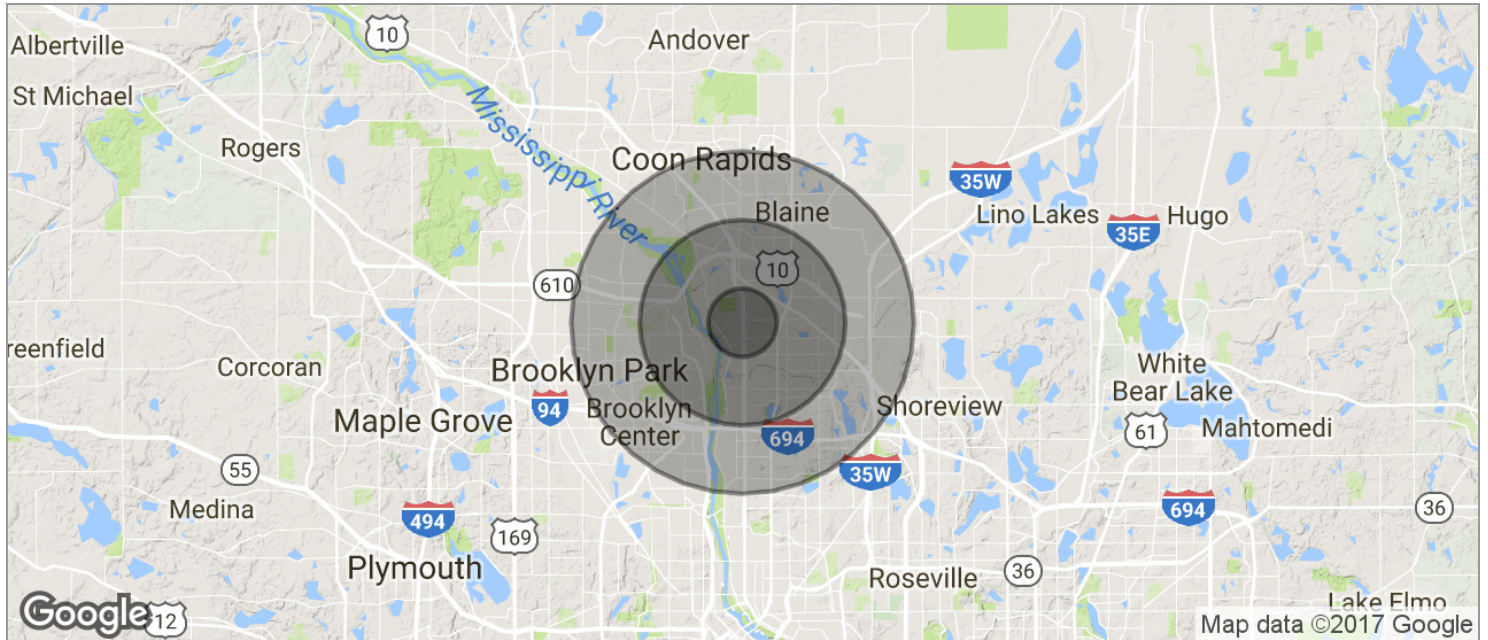 10
Albertville
Andover
St Michael
Mississippi River
Rogers
Coon Rapids
35W
Blaine
Lino Lakes
Hugo
35E
10
610
reenfield
Corcoran
Brooklyn Park
White
Bear Lake
94
Brooklyn
Center
Maple Grove
Shoreview
61
Mahtomedi
694
55
35W
Medina
494
169
694
36
Plymouth
Roseville
36
Lake Elmo
Google
12
Map data ©2017 Google